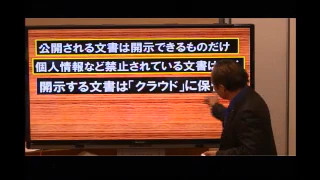 公開される文書は開示できるものだけ
個人情報など禁止されている文書は
開示する文書は「クラウド」に保